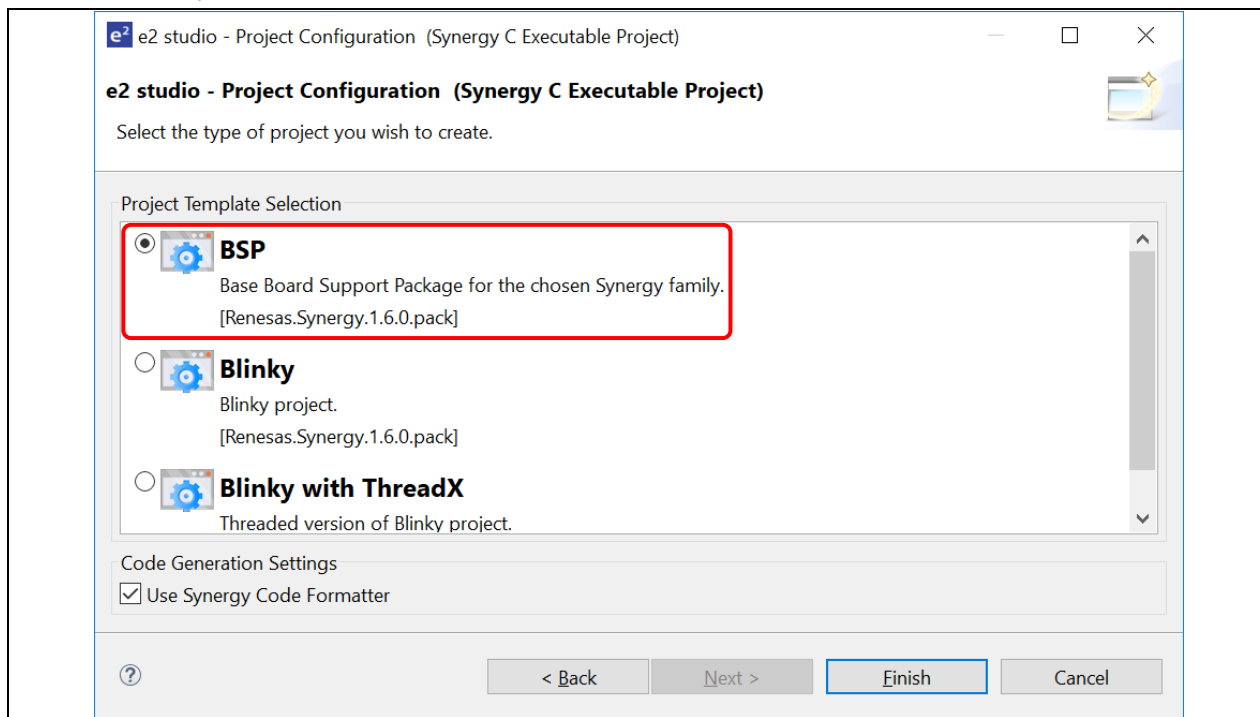 e² e2 studio - Project Configuration  (Synergy C Executable Project)
e2 studio - Project Configuration  (Synergy C Executable Project)
Select the type of project you wish to create.
Project Template Selection
BSP
Base Board Support Package for the chosen Synergy family.
[Renesas.Synergy.1.6.0.pack]
Blinky
Blinky project.
[Renesas.Synergy.1.6.0.pack]
Blinky with ThreadX
Threaded version of Blinky project.
Code Generation Settings
Use Synergy Code Formatter
? < Back Next > Finish Cancel